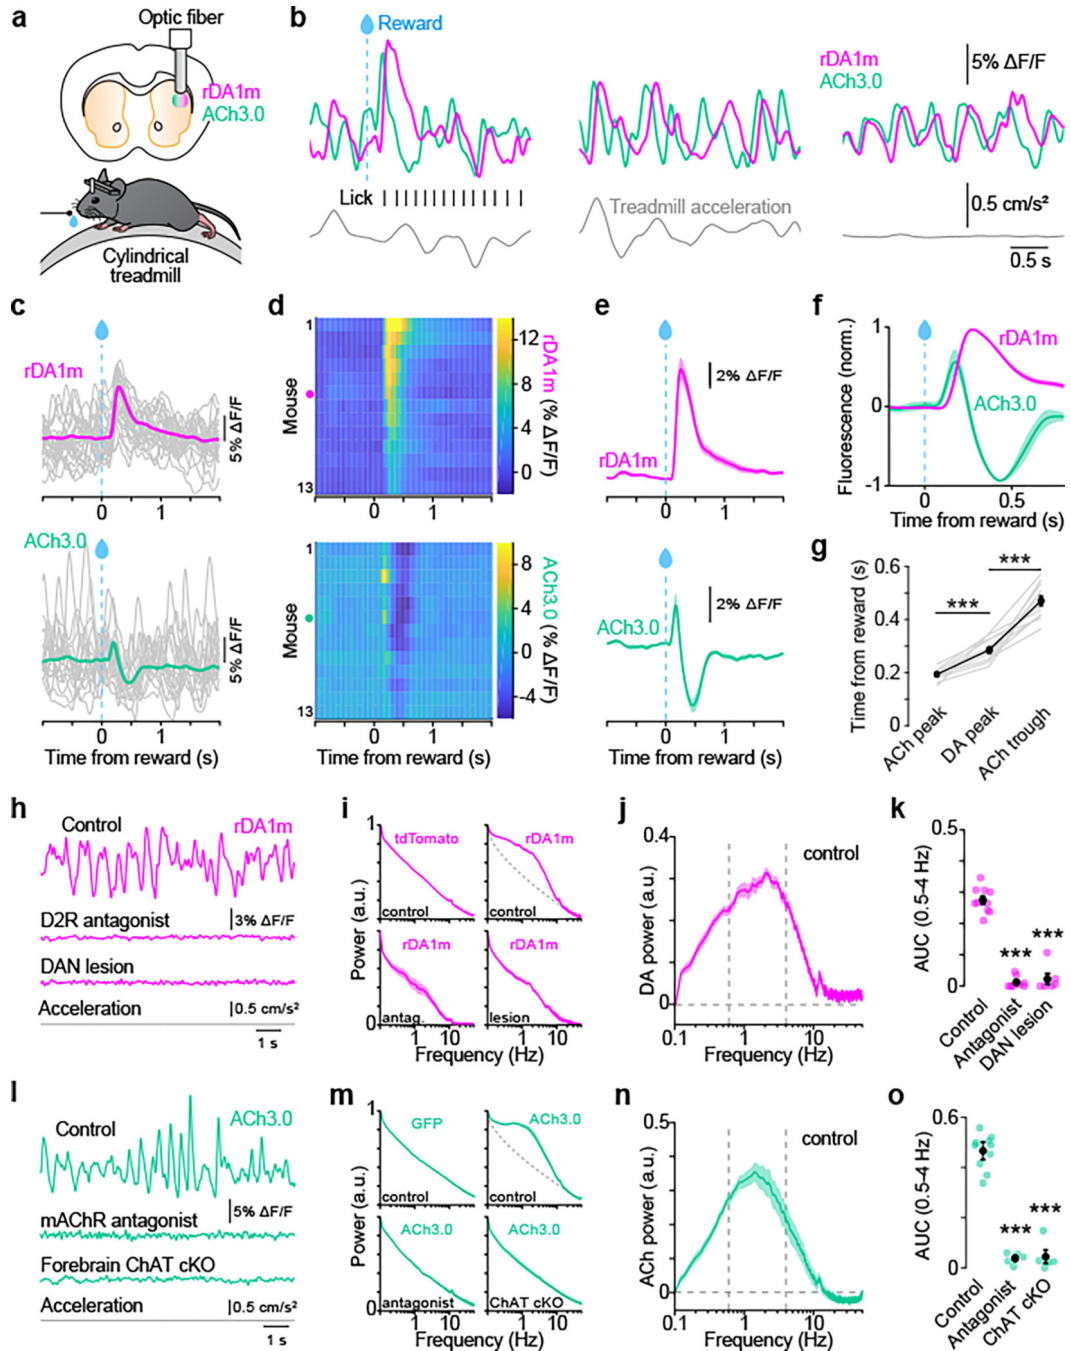 a
Optic fiber
rDA1m
ACh3.0
Cylindrical
treadmill
b
Reward
rDA1m
ACh3.0
5% ΔF/F
Lick
Treadmill acceleration
0.5 cm/s²
0.5 s
c
rDA1m
5% ΔF/F
0 1
ACh3.0
5% ΔF/F
0 1
Time from reward (s)
d
1
Mouse
13
0 1
12
8
4
0
rDA1m (% ΔF/F)
1
Mouse
13
0 1
Time from reward (s)
8
4
0
-4
ACh3.0 (% ΔF/F)
e
2% ΔF/F
rDA1m
0 1
2% ΔF/F
ACh3.0
0 1
Time from reward (s)
f
Fluorescence (norm.)
1
0
-1
rDA1m
ACh3.0
0 0.5
Time from reward (s)
g
Time from reward (s)
0.6
0.4
0.2
0
***
***
ACh peak
DA peak
ACh trough
h
Control
rDA1m
D2R antagonist
3% ΔF/F
DAN lesion
Acceleration
0.5 cm/s²
1 s
i
Power (a.u.)
1
0
tdTomato
control
rDA1m
control
rDA1m
antag.
rDA1m
lesion
1 10 1 10
Frequency (Hz)
j
DA power (a.u.)
0.4
0
control
0.1 1 10
Frequency (Hz)
k
AUC (0.5-4 Hz)
0.5
0
***
***
Control
Antagonist
DAN lesion
l
Control
ACh3.0
5% ΔF/F
mAChR antagonist
Forebrain ChAT cKO
Acceleration
0.5 cm/s²
1 s
m
Power (a.u.)
1
0
GFP
control
ACh3.0
control
ACh3.0
antagonist
ACh3.0
ChAT cKO
1 10 1 10
Frequency (Hz)
n
ACh power (a.u.)
0.5
0
control
0.1 1 10
Frequency (Hz)
o
AUC (0.5-4 Hz)
0.6
0
***
***
Control
Antagonist
ChAT cKO